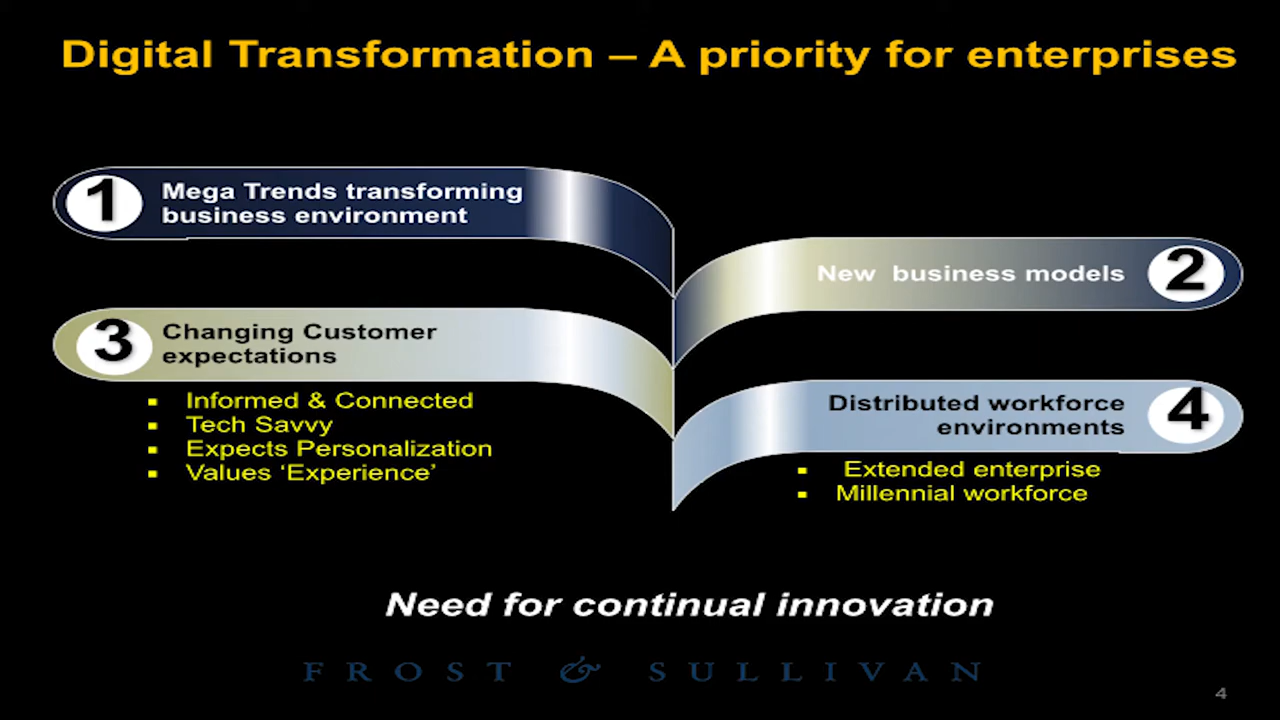 Digital Transformation – A priority for enterprises
1
Mega Trends transforming
business environment
New business models
2
3
Changing Customer
expectations
▪ Informed & Connected
▪ Tech Savvy
▪ Expects Personalization
▪ Values ‘Experience’
Distributed workforce
environments
4
▪ Extended enterprise
▪ Millennial workforce
Need for continual innovation
FROST & SULLIVAN
4